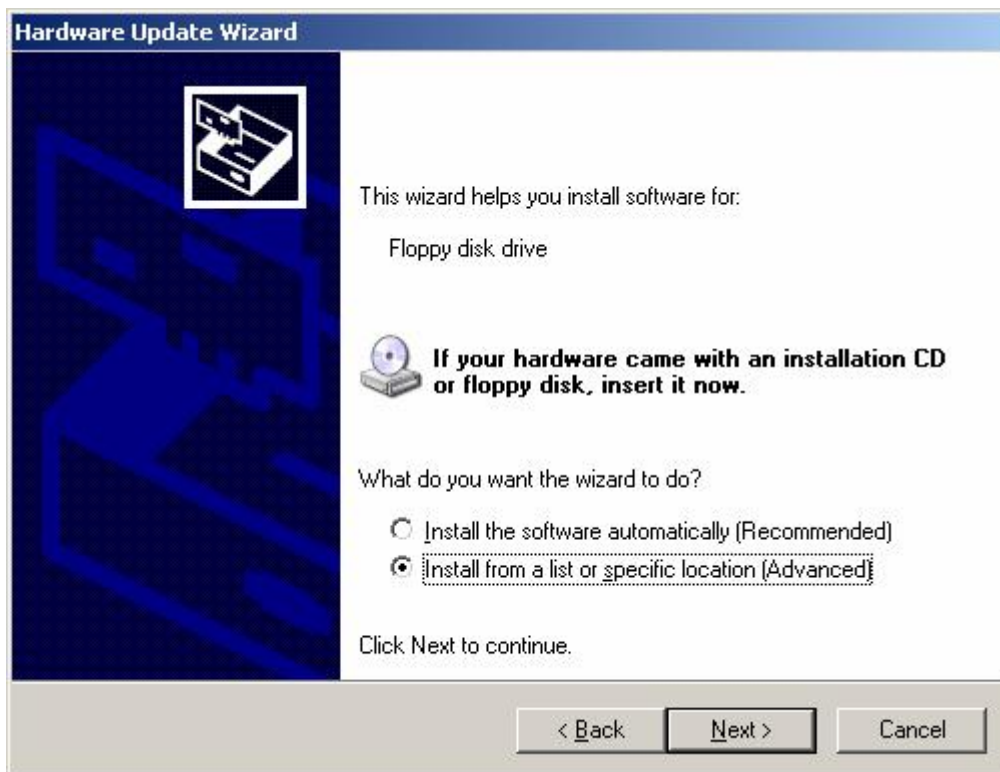 Hardware Update Wizard
This wizard helps you install software for:
Floppy disk drive
If your hardware came with an installation CD
or floppy disk, insert it now.
What do you want the wizard to do?
Install the software automatically (Recommended)
Install from a list or specific location (Advanced)
Click Next to continue.
< Back
Next >
Cancel